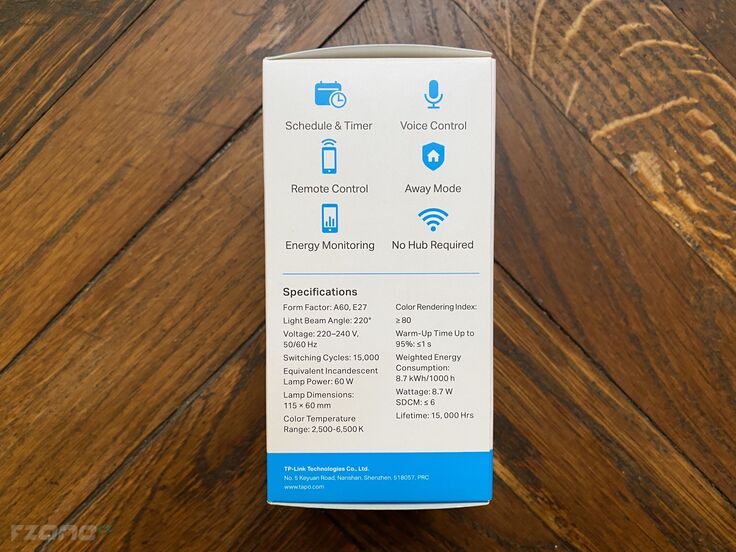 Schedule & Timer
Voice Control
Remote Control
Away Mode
Energy Monitoring
No Hub Required
Specifications
Form Factor: A60, E27
Light Beam Angle: 220°
Voltage: 220–240 V,
50/60 Hz
Switching Cycles: 15,000
Equivalent Incandescent
Lamp Power: 60 W
Lamp Dimensions:
115 × 60 mm
Color Temperature
Range: 2,500-6,500 K
Color Rendering Index:
≥ 80
Warm-Up Time Up to
95%: ≤1 s
Weighted Energy
Consumption:
8.7 kWh/1000 h
Wattage: 8.7 W
SDCM: ≤ 6
Lifetime: 15, 000 Hrs
TP-Link Technologies Co., Ltd.
No. 5 Keyuan Road, Nanshan, Shenzhen, 518057, PRC
www.tapo.com
rzone